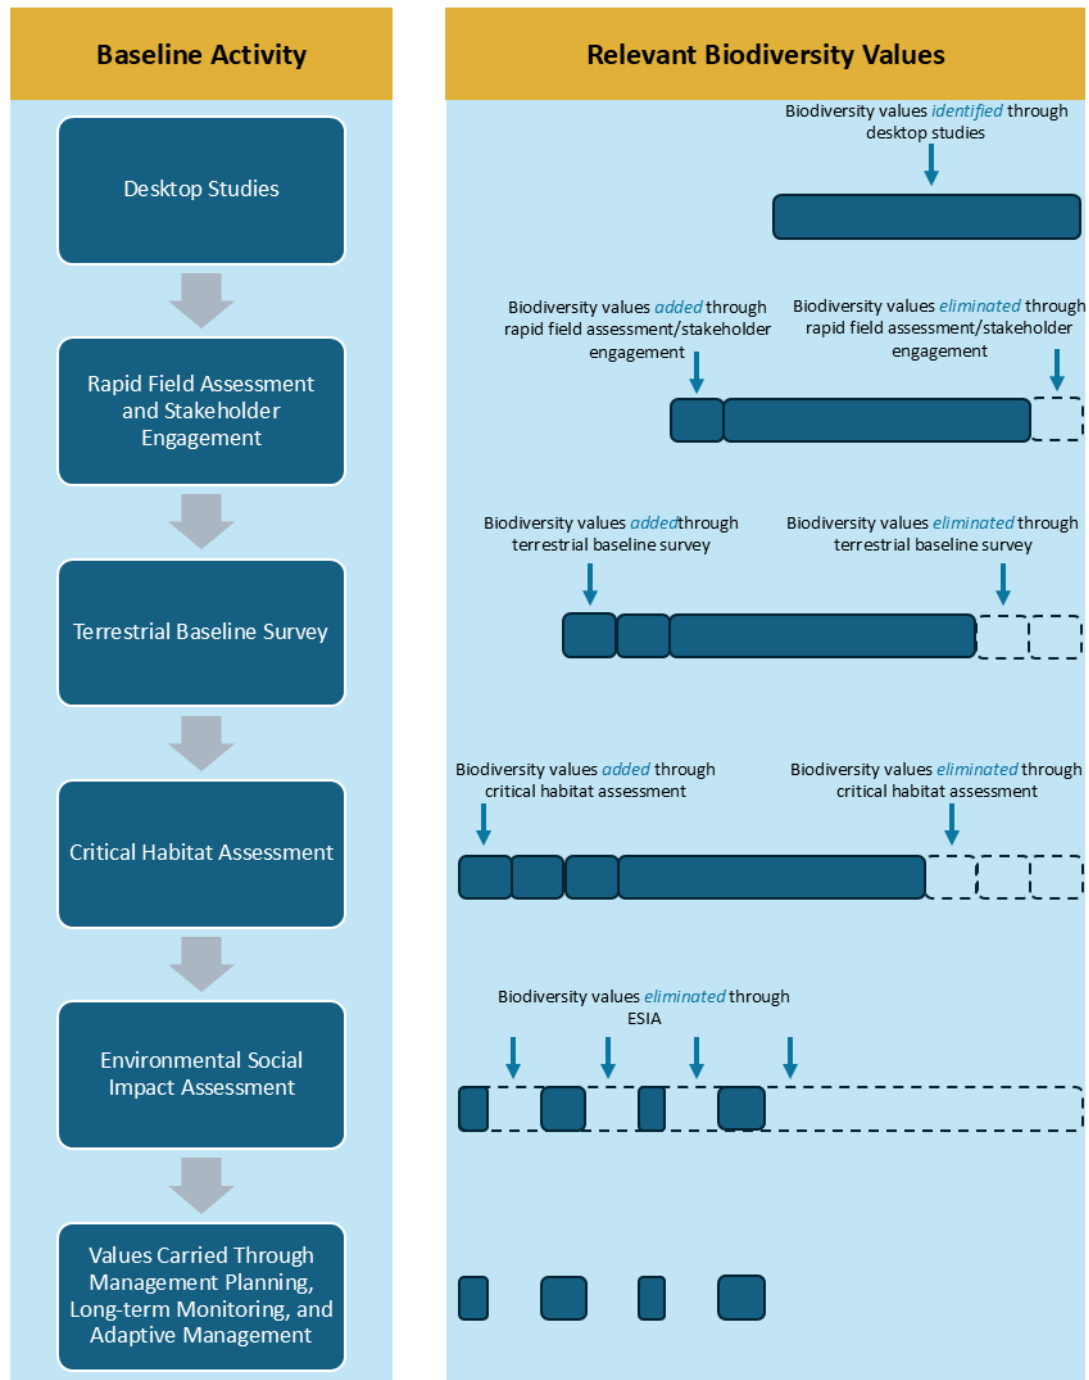 Baseline Activity
Relevant Biodiversity Values
Desktop Studies
Biodiversity values identified through
desktop studies
Rapid Field Assessment
and Stakeholder
Engagement
Biodiversity values added through
rapid field assessment/stakeholder
engagement
Biodiversity values eliminated through
rapid field assessment/stakeholder
engagement
Terrestrial Baseline Survey
Biodiversity values addedthrough
terrestrial baseline survey
Biodiversity values eliminated through
terrestrial baseline survey
Critical Habitat Assessment
Biodiversity values added through
critical habitat assessment
Biodiversity values eliminated through
critical habitat assessment
Environmental Social
Impact Assessment
Biodiversity values eliminated through
ESIA
Values Carried Through
Management Planning,
Long-term Monitoring, and
Adaptive Management